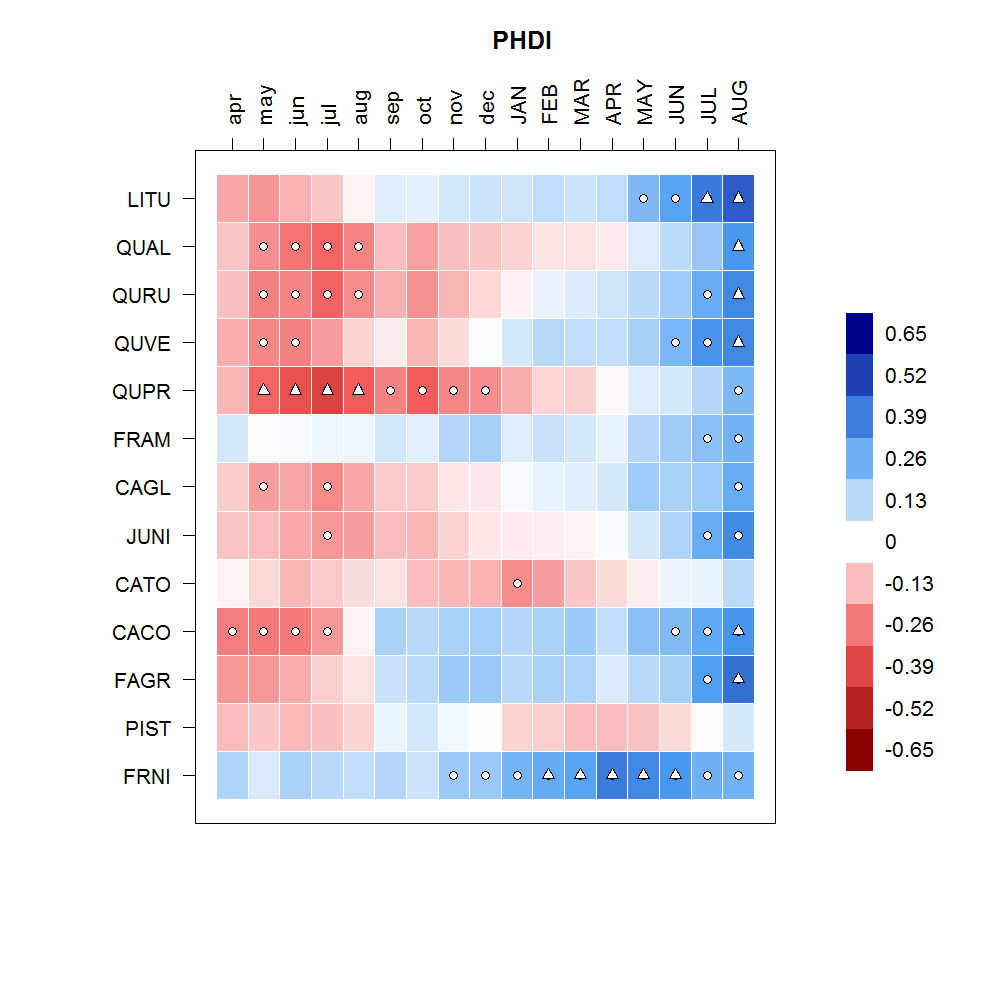 PHDI
apr may jun jul aug sep oct nov dec JAN FEB MAR APR MAY JUN JUL AUG
LITU
QUAL
QURU
QUVE
QUPR
FRAM
CAGL
JUNI
CATO
CACO
FAGR
PIST
FRNI
0.65
0.52
0.39
0.26
0.13
0
-0.13
-0.26
-0.39
-0.52
-0.65